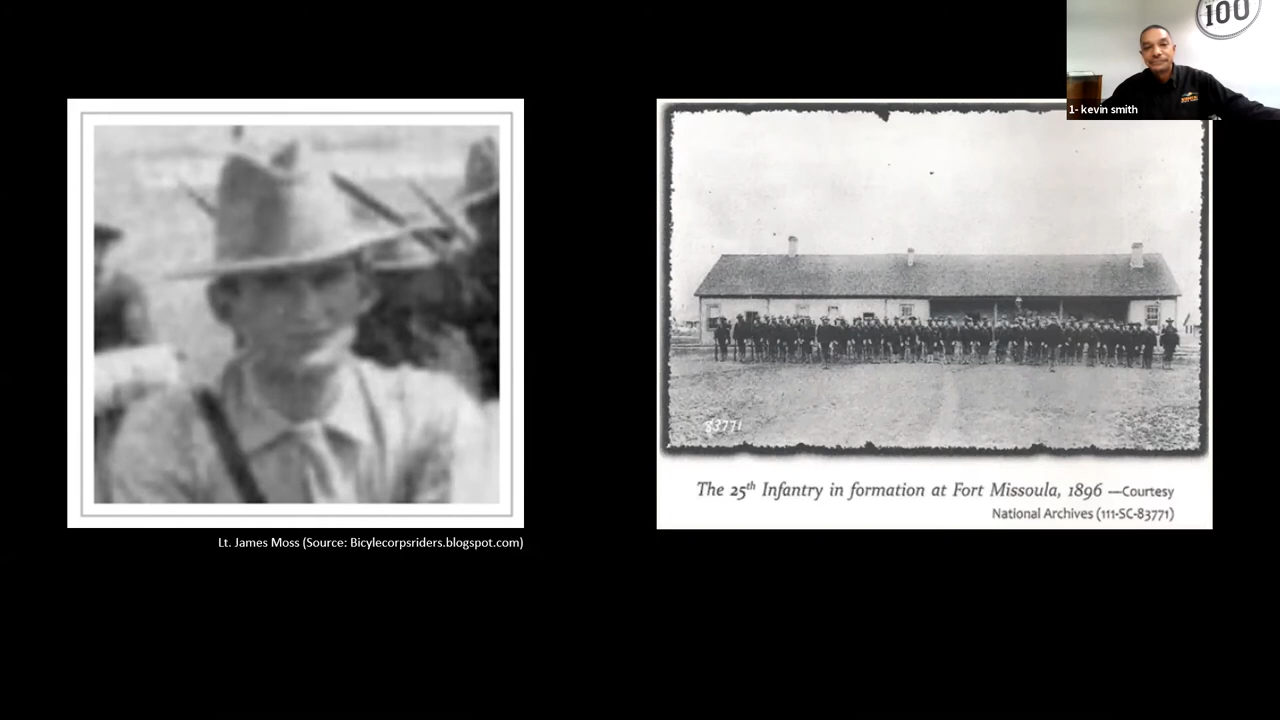 100
1- kevin smith
83771
The 25th Infantry in formation at Fort Missoula, 1896 —Courtesy
National Archives (111-SC-83771)
Lt. James Moss (Source: Bicylecorpsriders.blogspot.com)